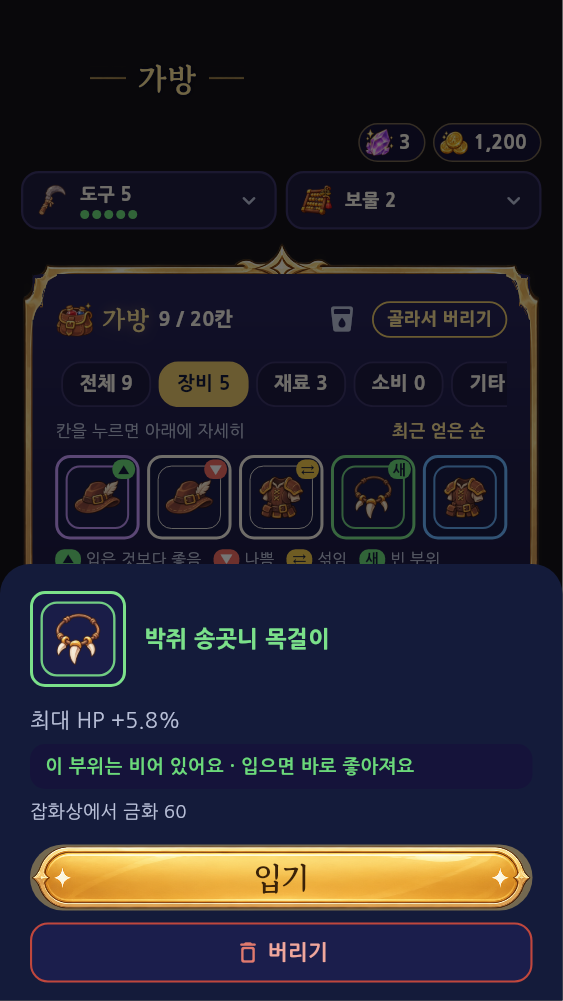 가방
3 1,200
도구 5 보물 2
가방 9 / 20칸 골라서 버리기
전체 9 장비 5 재료 3 소비 0 기타
칸을 누르면 아래에 자세히 최근 얻은 순
새
입은 것보다 좋음 나쁨 섞임 새 빈 부위
박쥐 송곳니 목걸이
최대 HP +5.8%
이 부위는 비어 있어요 · 입으면 바로 좋아져요
잡화상에서 금화 60
입기
버리기